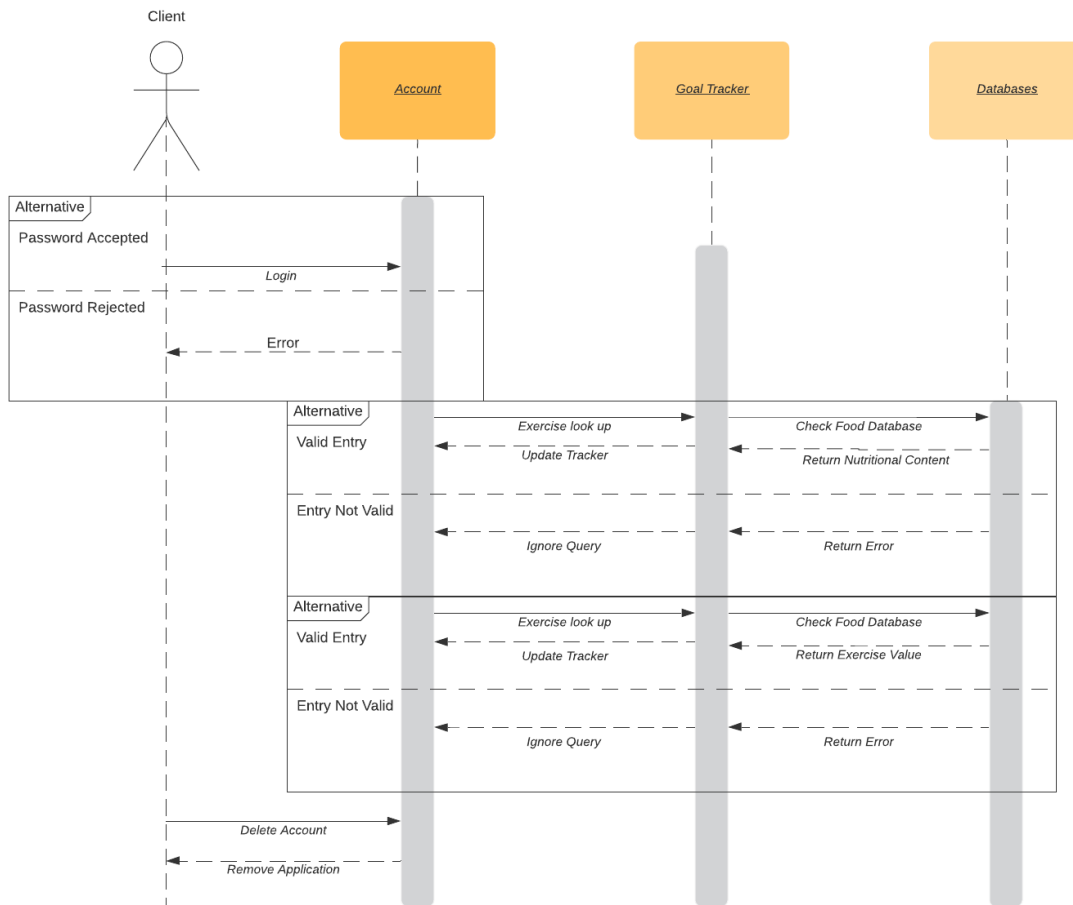 Client
Account
Goal Tracker
Databases
Alternative
Password Accepted
Login
Password Rejected
Error
Alternative
Exercise look up
Check Food Database
Valid Entry
Update Tracker
Return Nutritional Content
Entry Not Valid
Ignore Query
Return Error
Alternative
Exercise look up
Check Food Database
Valid Entry
Update Tracker
Return Exercise Value
Entry Not Valid
Ignore Query
Return Error
Delete Account
Remove Application